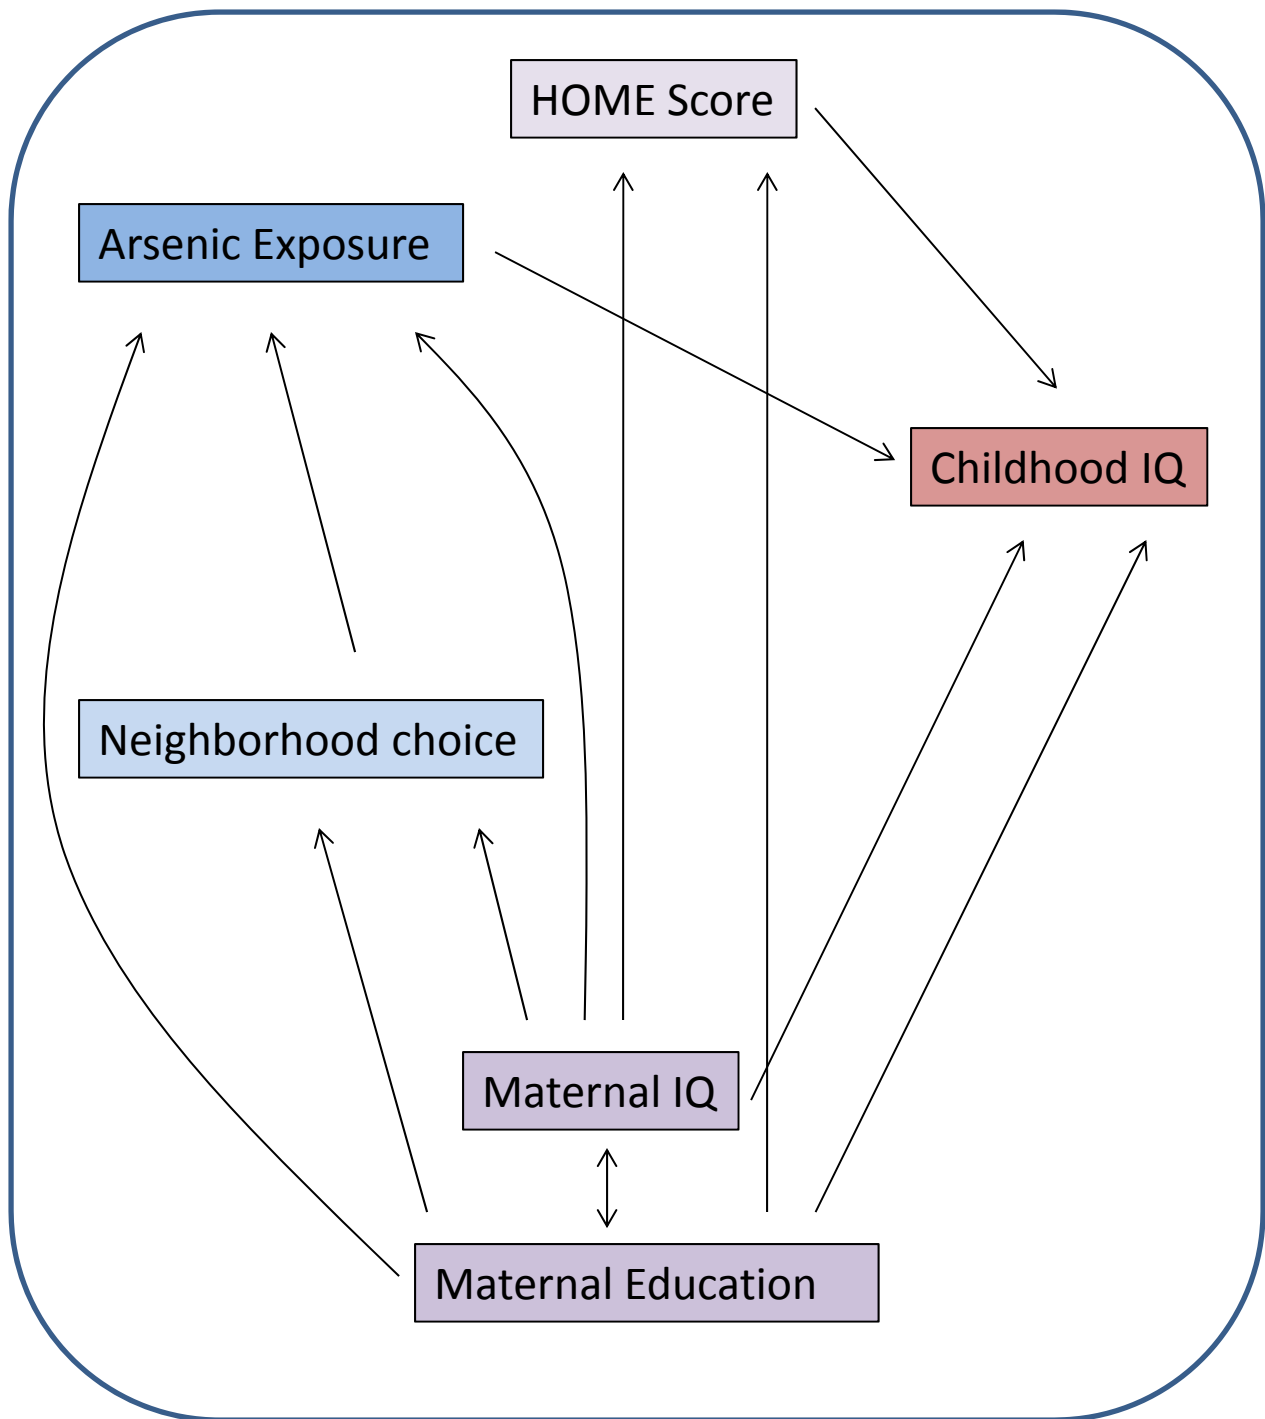 HOME Score
Arsenic Exposure
Childhood IQ
Neighborhood choice
Maternal IQ
Maternal Education